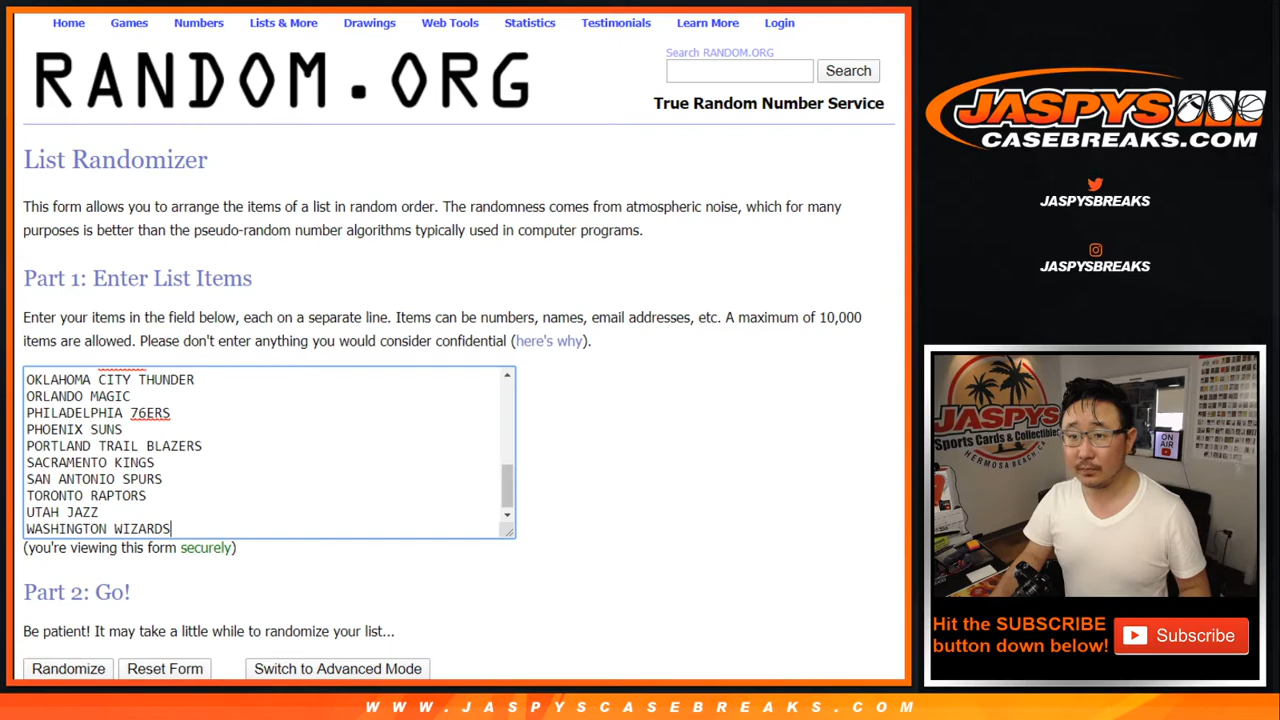 Home Games Numbers Lists & More Drawings Web Tools Statistics Testimonials Learn More Login
RANDOM.ORG
Search RANDOM.ORG
Search
True Random Number Service
List Randomizer
This form allows you to arrange the items of a list in random order. The randomness comes from atmospheric noise, which for many
purposes is better than the pseudo-random number algorithms typically used in computer programs.
Part 1: Enter List Items
Enter your items in the field below, each on a separate line. Items can be numbers, names, email addresses, etc. A maximum of 10,000
items are allowed. Please don't enter anything you would consider confidential (here's why).
OKLAHOMA CITY THUNDER
ORLANDO MAGIC
PHILADELPHIA 76ERS
PHOENIX SUNS
PORTLAND TRAIL BLAZERS
SACRAMENTO KINGS
SAN ANTONIO SPURS
TORONTO RAPTORS
UTAH JAZZ
WASHINGTON WIZARDS
(you're viewing this form securely)
Part 2: Go!
Be patient! It may take a little while to randomize your list...
Randomize Reset Form Switch to Advanced Mode
JASPYS
CASEBREAKS.COM
JASPYSBREAKS
JASPYSBREAKS
JASPYS
Sports Cards & Collectibles
HERMOSA BEACH
ON
AIR
Hit the SUBSCRIBE
button down below!
Subscribe
WWW.JASPYSCASEBREAKS.COM